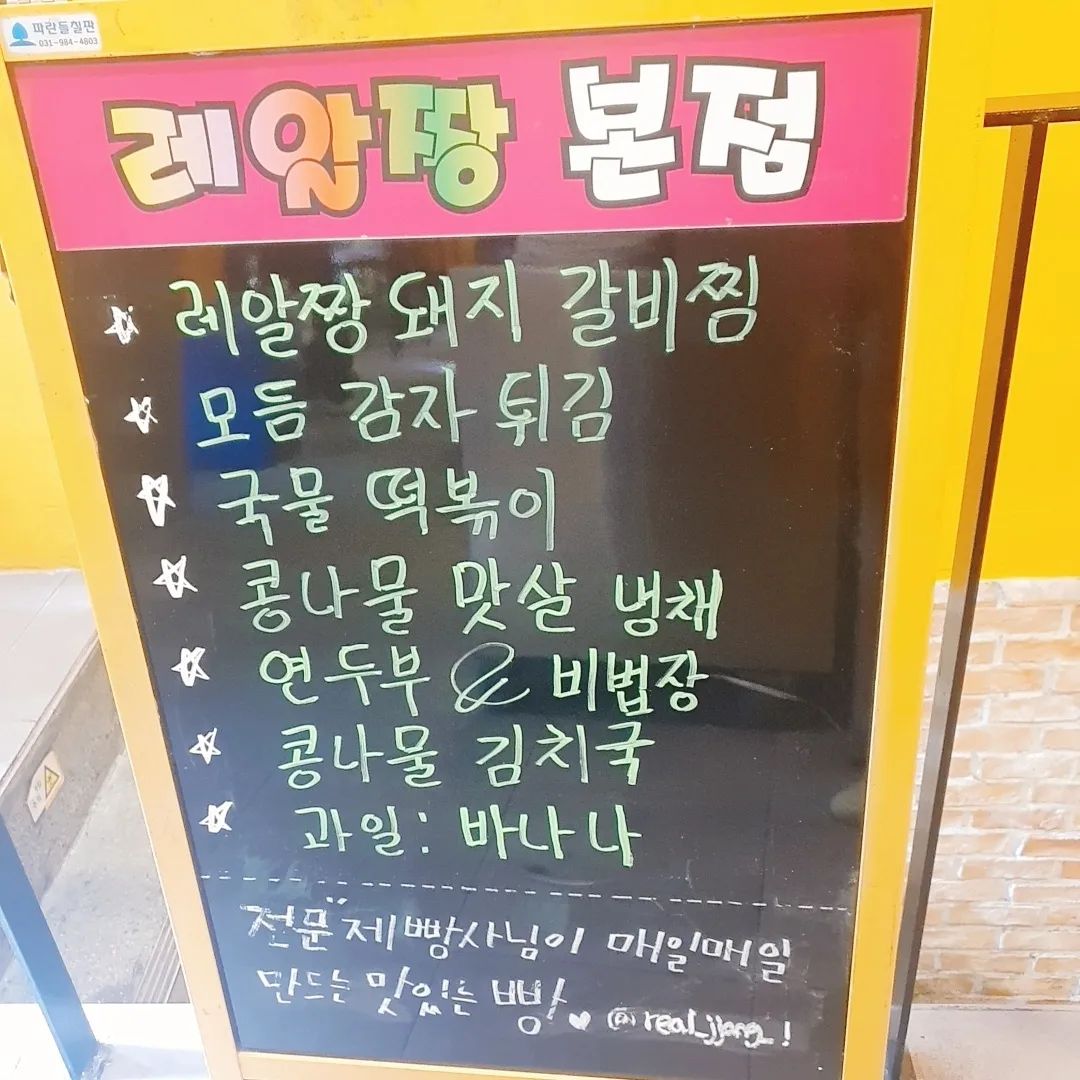 파란들칠판
031-984-4803
레알짱 본점
레알짱 돼지 갈비찜
모듬 감자 튀김
국물 떡볶이
콩나물 맛살 냉채
연두부 & 비법장
콩나물 김치국
과일: 바나나
전문"제빵사님이 매일매일
만드는 맛있는 빵 ♥ @real_jjang_!